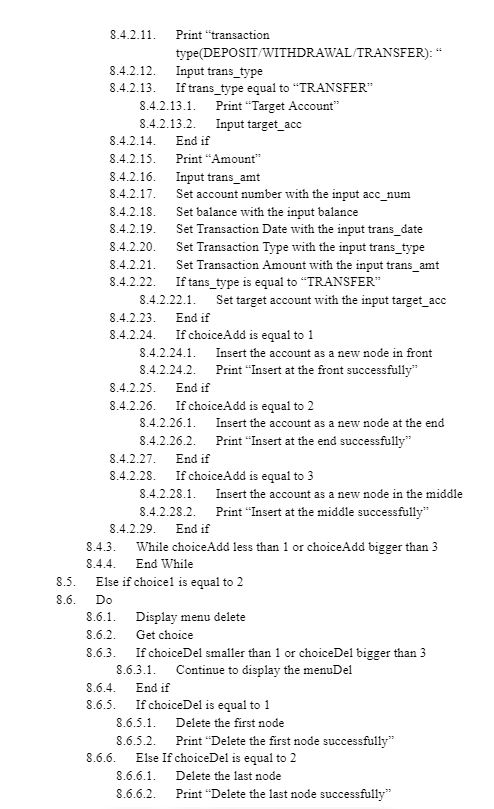 8.4.2.11. Print “transaction
type(DEPOSIT/WITHDRAWAL/TRANSFER): “
8.4.2.12. Input trans_type
8.4.2.13. If trans_type equal to “TRANSFER”
8.4.2.13.1. Print “Target Account”
8.4.2.13.2. Input target_acc
8.4.2.14. End if
8.4.2.15. Print “Amount”
8.4.2.16. Input trans_amt
8.4.2.17. Set account number with the input acc_num
8.4.2.18. Set balance with the input balance
8.4.2.19. Set Transaction Date with the input trans_date
8.4.2.20. Set Transaction Type with the input trans_type
8.4.2.21. Set Transaction Amount with the input trans_amt
8.4.2.22. If tans_type is equal to “TRANSFER”
8.4.2.22.1. Set target account with the input target_acc
8.4.2.23. End if
8.4.2.24. If choiceAdd is equal to 1
8.4.2.24.1. Insert the account as a new node in front
8.4.2.24.2. Print “Insert at the front successfully”
8.4.2.25. End if
8.4.2.26. If choiceAdd is equal to 2
8.4.2.26.1. Insert the account as a new node at the end
8.4.2.26.2. Print “Insert at the end successfully”
8.4.2.27. End if
8.4.2.28. If choiceAdd is equal to 3
8.4.2.28.1. Insert the account as a new node in the middle
8.4.2.28.2. Print “Insert at the middle successfully”
8.4.2.29. End if
8.4.3. While choiceAdd less than 1 or choiceAdd bigger than 3
8.4.4. End While
8.5. Else if choice1 is equal to 2
8.6. Do
8.6.1. Display menu delete
8.6.2. Get choice
8.6.3. If choiceDel smaller than 1 or choiceDel bigger than 3
8.6.3.1. Continue to display the menuDel
8.6.4. End if
8.6.5. If choiceDel is equal to 1
8.6.5.1. Delete the first node
8.6.5.2. Print “Delete the first node successfully”
8.6.6. Else If choiceDel is equal to 2
8.6.6.1. Delete the last node
8.6.6.2. Print “Delete the last node successfully”